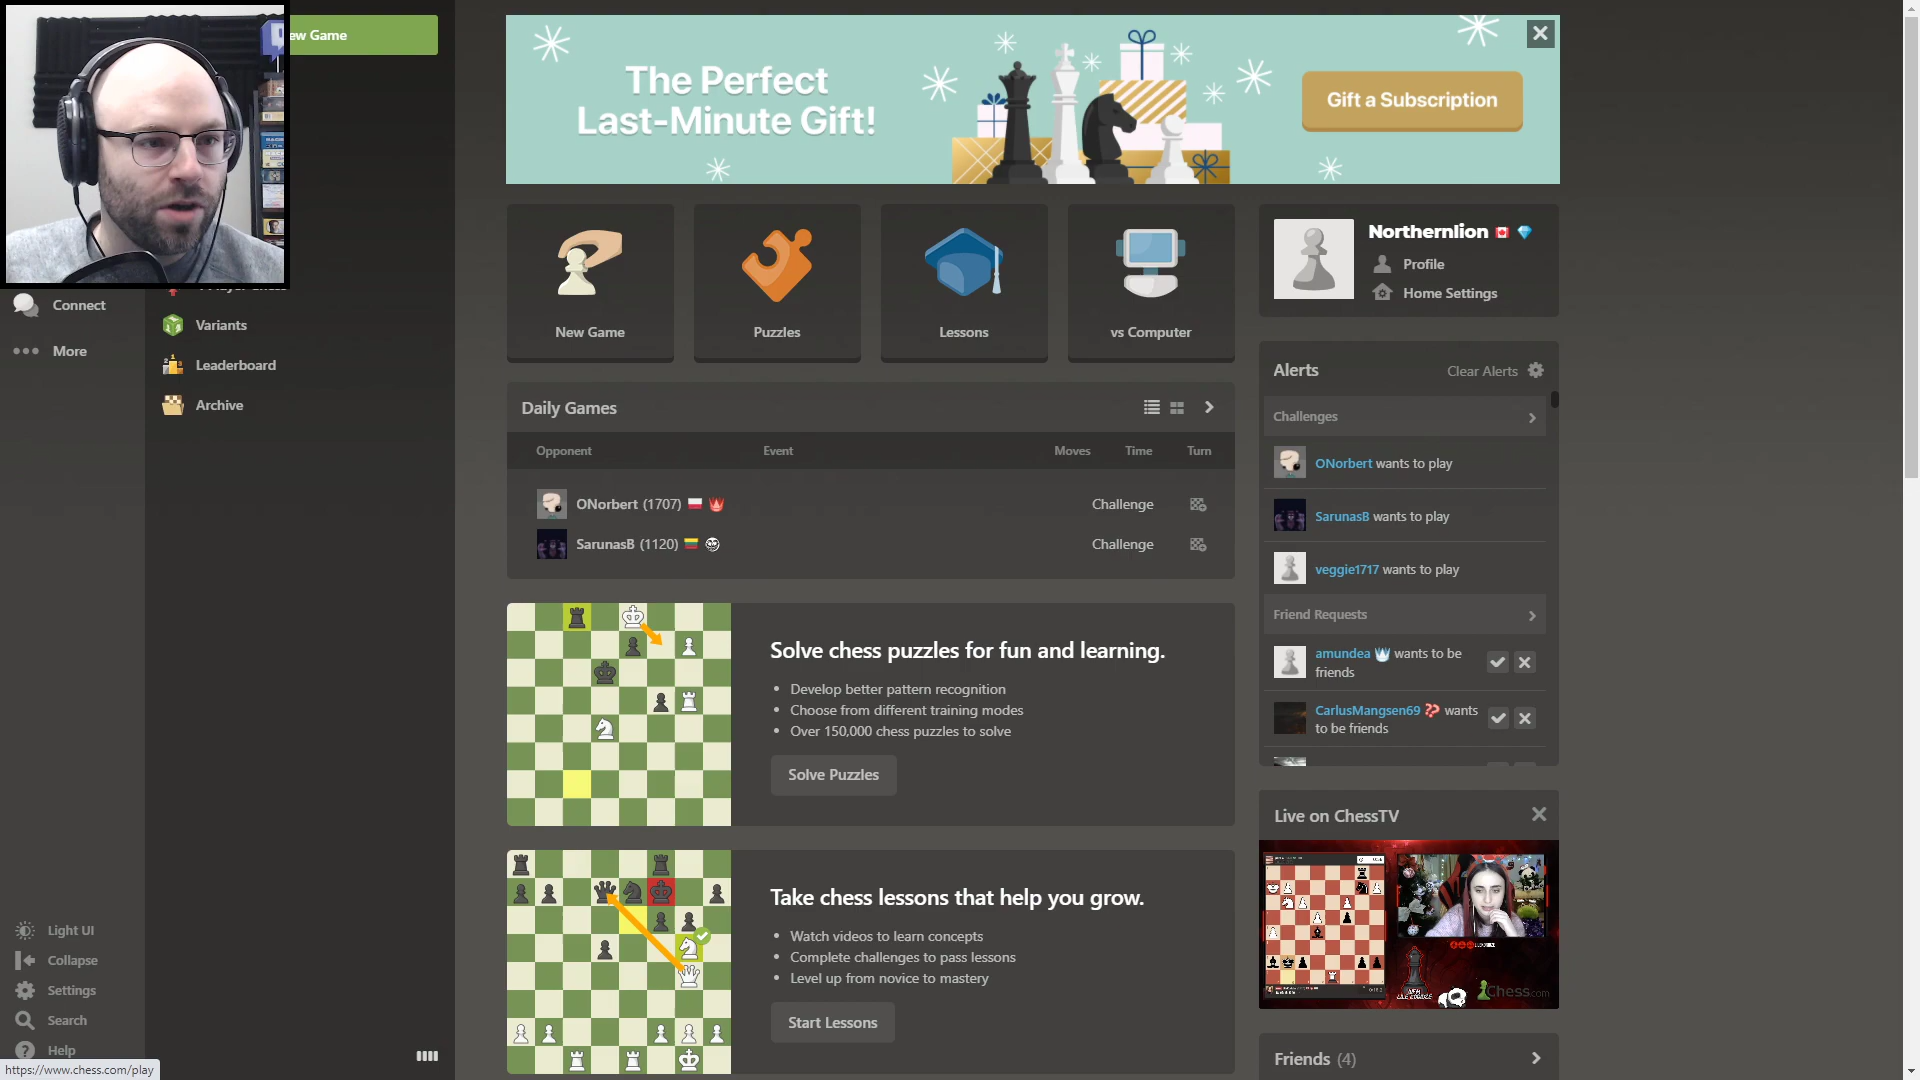 New Game
The Perfect
Last-Minute Gift!
Gift a Subscription
Connect
More
Variants
Leaderboard
Archive
New Game
Puzzles
Lessons
vs Computer
Northernlion
Profile
Home Settings
Daily Games
Opponent Event Moves Time Turn
ONorbert (1707) Challenge
SarunasB (1120) Challenge
Alerts
Clear Alerts
Challenges
ONorbert wants to play
SarunasB wants to play
veggie1717 wants to play
Friend Requests
amundea wants to be
friends
CarlusMangsen69 wants
to be friends
Solve chess puzzles for fun and learning.
• Develop better pattern recognition
• Choose from different training modes
• Over 150,000 chess puzzles to solve
Solve Puzzles
Take chess lessons that help you grow.
• Watch videos to learn concepts
• Complete challenges to pass lessons
• Level up from novice to mastery
Start Lessons
Live on ChessTV
Chess.com
Friends (4)
Light UI
Collapse
Settings
Search
Help
https://www.chess.com/play